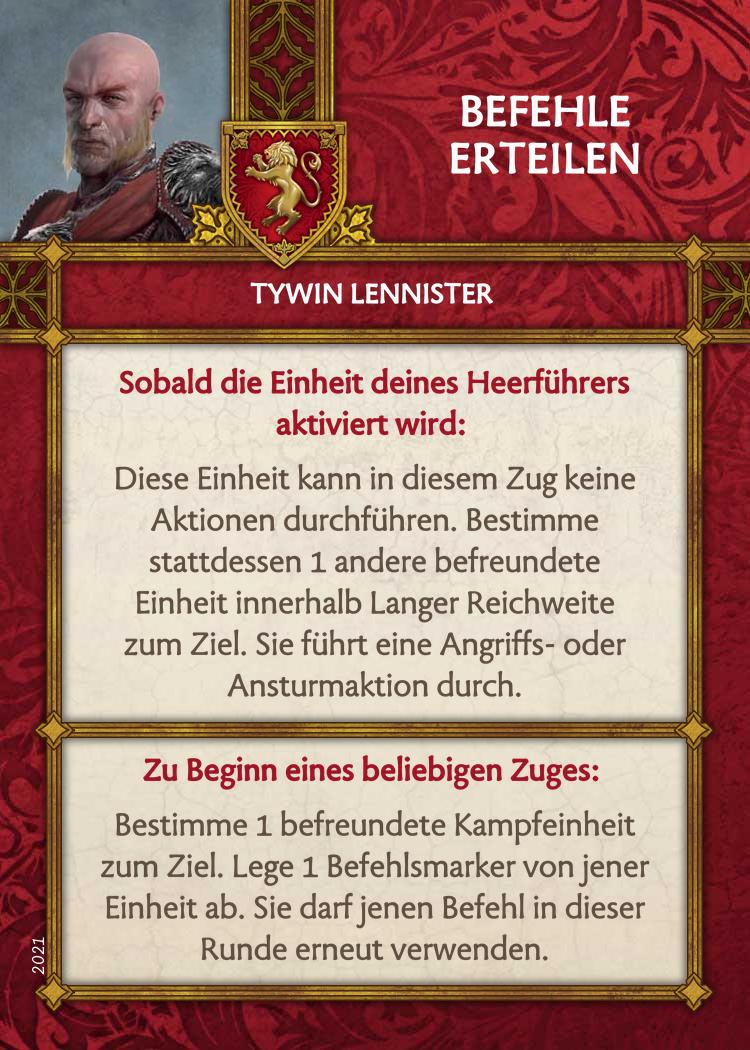 BEFEHLE
ERTEILEN
TYWIN LENNISTER
Sobald die Einheit deines Heerführers
aktiviert wird:
Diese Einheit kann in diesem Zug keine
Aktionen durchführen. Bestimme
stattdessen 1 andere befreundete
Einheit innerhalb Langer Reichweite
zum Ziel. Sie führt eine Angriffs- oder
Ansturmaktion durch.
Zu Beginn eines beliebigen Zuges:
Bestimme 1 befreundete Kampfeinheit
zum Ziel. Lege 1 Befehlsmarker von jener
Einheit ab. Sie darf jenen Befehl in dieser
Runde erneut verwenden.
2021